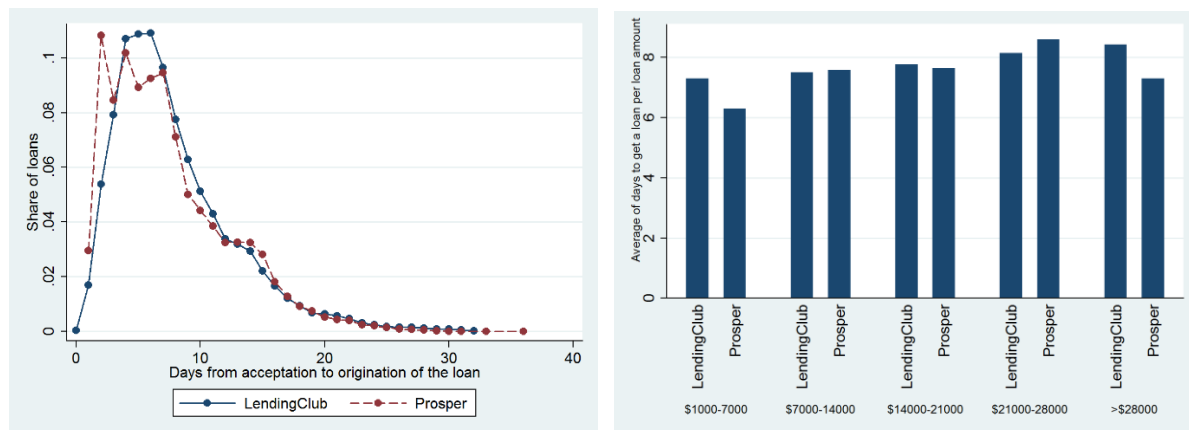 Share of loans
.1
.08
.06
.04
.02
0
0 10 20 30 40
Days from acceptation to origination of the loan
LendingClub Prosper
Average of days to get a loan per loan amount
8
6
4
2
0
LendingClub Prosper LendingClub Prosper LendingClub Prosper LendingClub Prosper LendingClub Prosper
$1000-7000 $7000-14000 $14000-21000 $21000-28000 >$28000